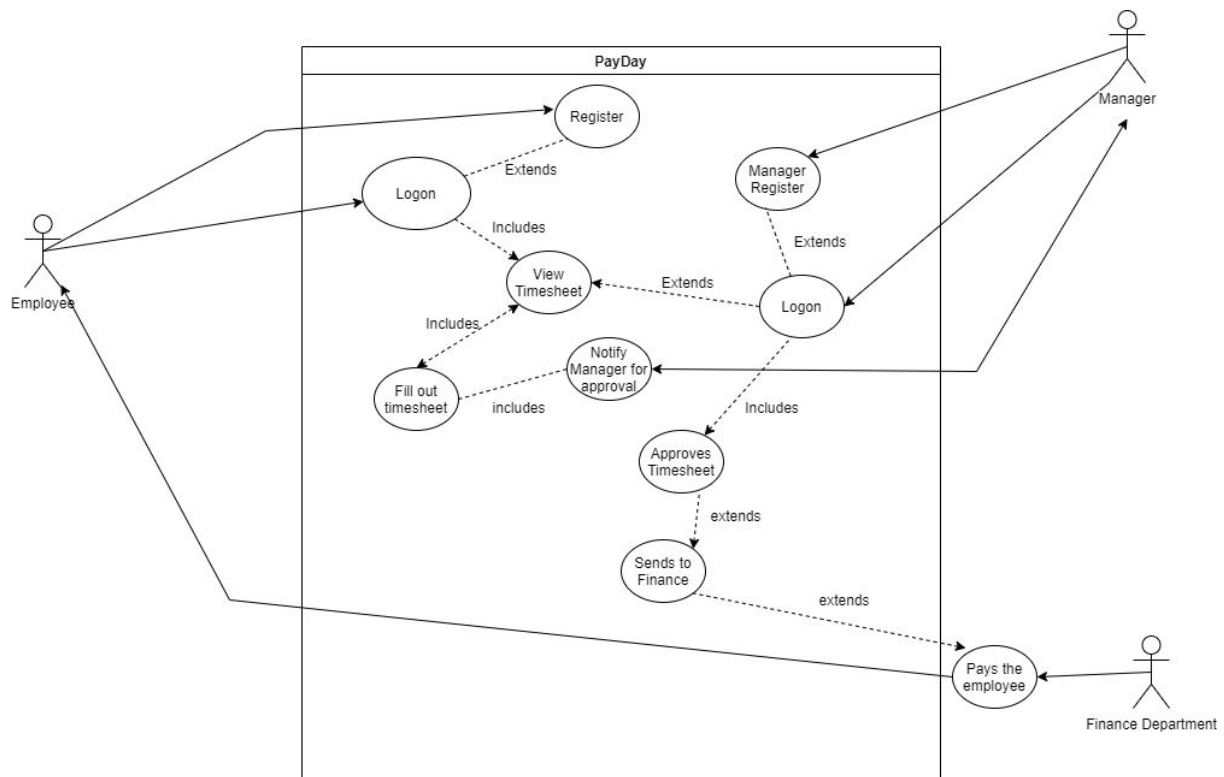 PayDay
Manager
Register
Extends
Manager
Register
Logon
Includes
Extends
Employee
View
Timesheet
Extends
Logon
Includes
Notify
Manager for
approval
Fill out
timesheet
includes
Includes
Approves
Timesheet
extends
Sends to
Finance
extends
Pays the
employee
Finance Department